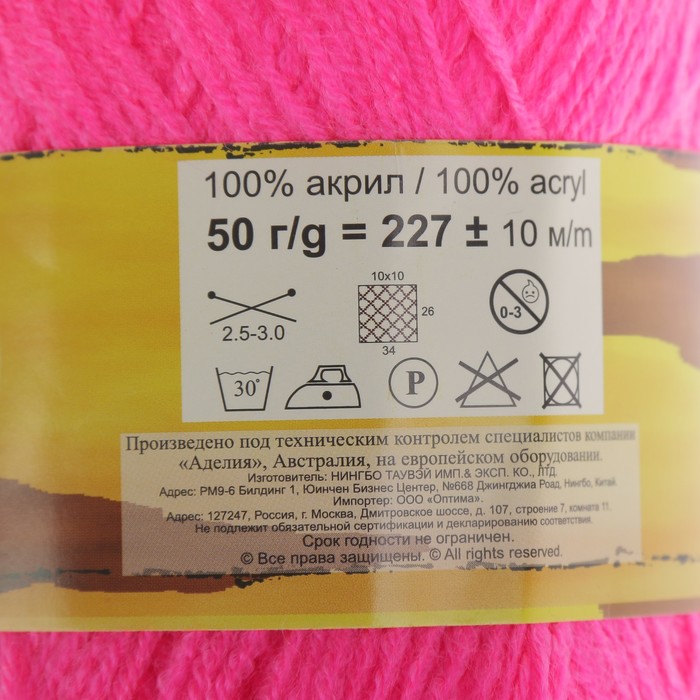 100% акрил / 100% acryl
50 г/g = 227 ± 10 м/m
10x10
26
34
2.5-3.0
0-3
30°
P
Произведено под техническим контролем специалистов компании
«Аделия», Австралия, на европейском оборудовании.
Изготовитель: НИНГБО ТАУВЭЙ ИМП.& ЭКСП. КО., ЛТД.
Адрес: РМ9-6 Билдинг 1, Юинчен Бизнес Центер, №668 Джингджиа Роад, Нингбо, Китай.
Импортер: ООО «Оптима».
Адрес: 127247, Россия, г. Москва, Дмитровское шоссе, д. 107, строение 7, комната 11.
Не подлежит обязательной сертификации и декларированию соответствия.
Срок годности не ограничен.
© Все права защищены. © All rights reserved.